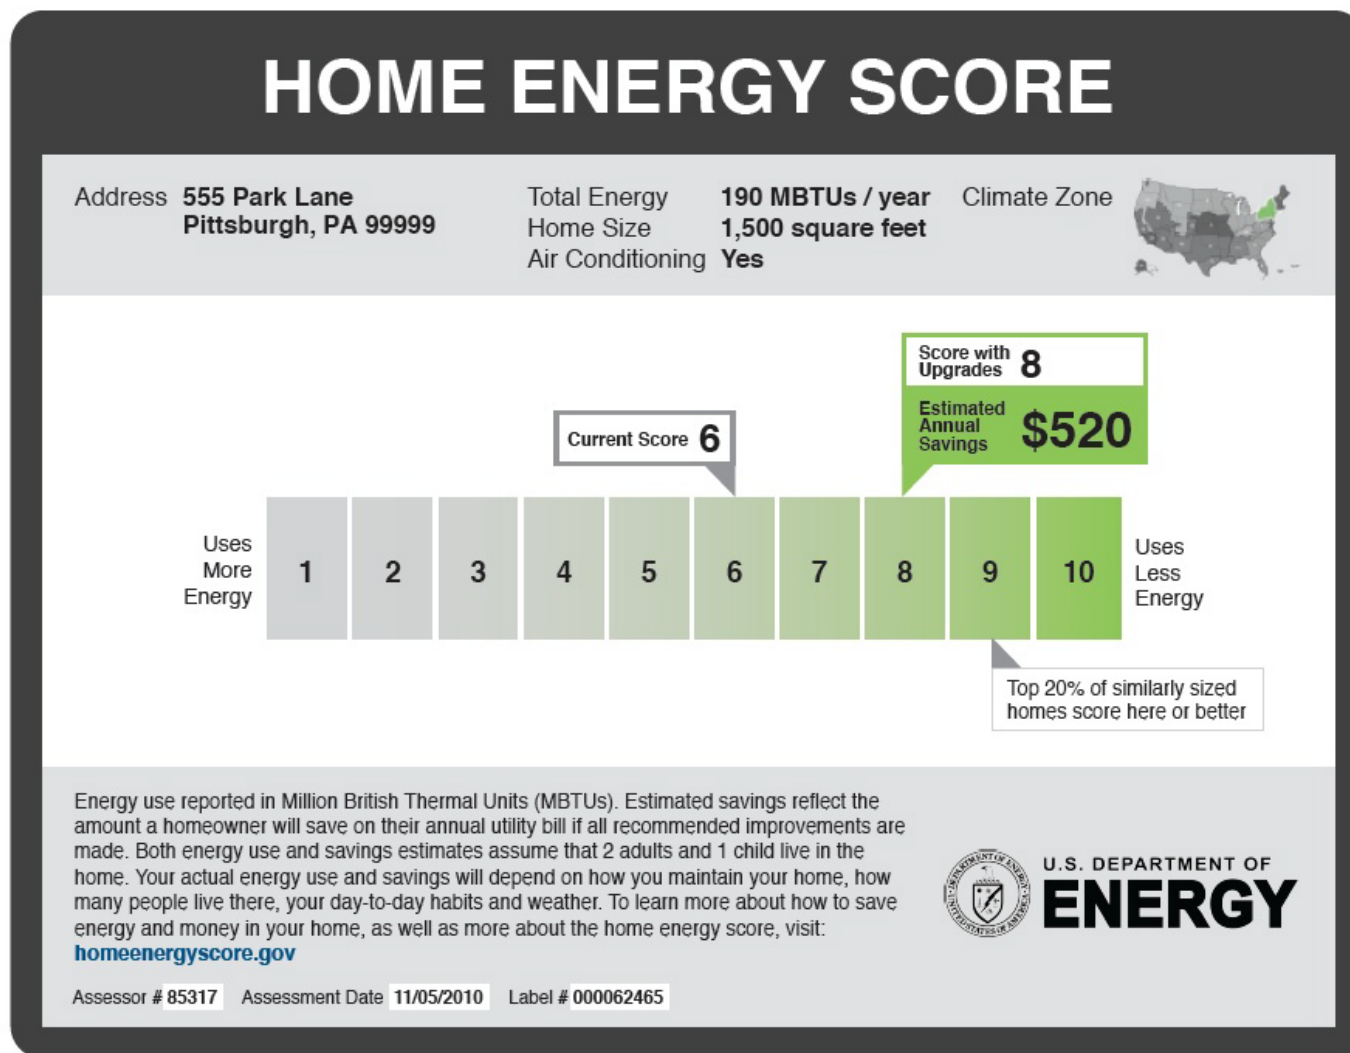 HOME ENERGY SCORE
Address 555 Park Lane
Pittsburgh, PA 99999
Total Energy 190 MBTUs / year
Home Size 1,500 square feet
Air Conditioning Yes
Climate Zone
Score with
Upgrades 8
Estimated
Annual
Savings $520
Current Score 6
Uses
More
Energy
1 2 3 4 5 6 7 8 9 10
Uses
Less
Energy
Top 20% of similarly sized
homes score here or better
Energy use reported in Million British Thermal Units (MBTUs). Estimated savings reflect the
amount a homeowner will save on their annual utility bill if all recommended improvements are
made. Both energy use and savings estimates assume that 2 adults and 1 child live in the
home. Your actual energy use and savings will depend on how you maintain your home, how
many people live there, your day-to-day habits and weather. To learn more about how to save
energy and money in your home, as well as more about the home energy score, visit:
homeenergyscore.gov
DEPARTMENT OF ENERGY
UNITED STATES OF AMERICA
U.S. DEPARTMENT OF
ENERGY
Assessor # 85317 Assessment Date 11/05/2010 Label # 000062465